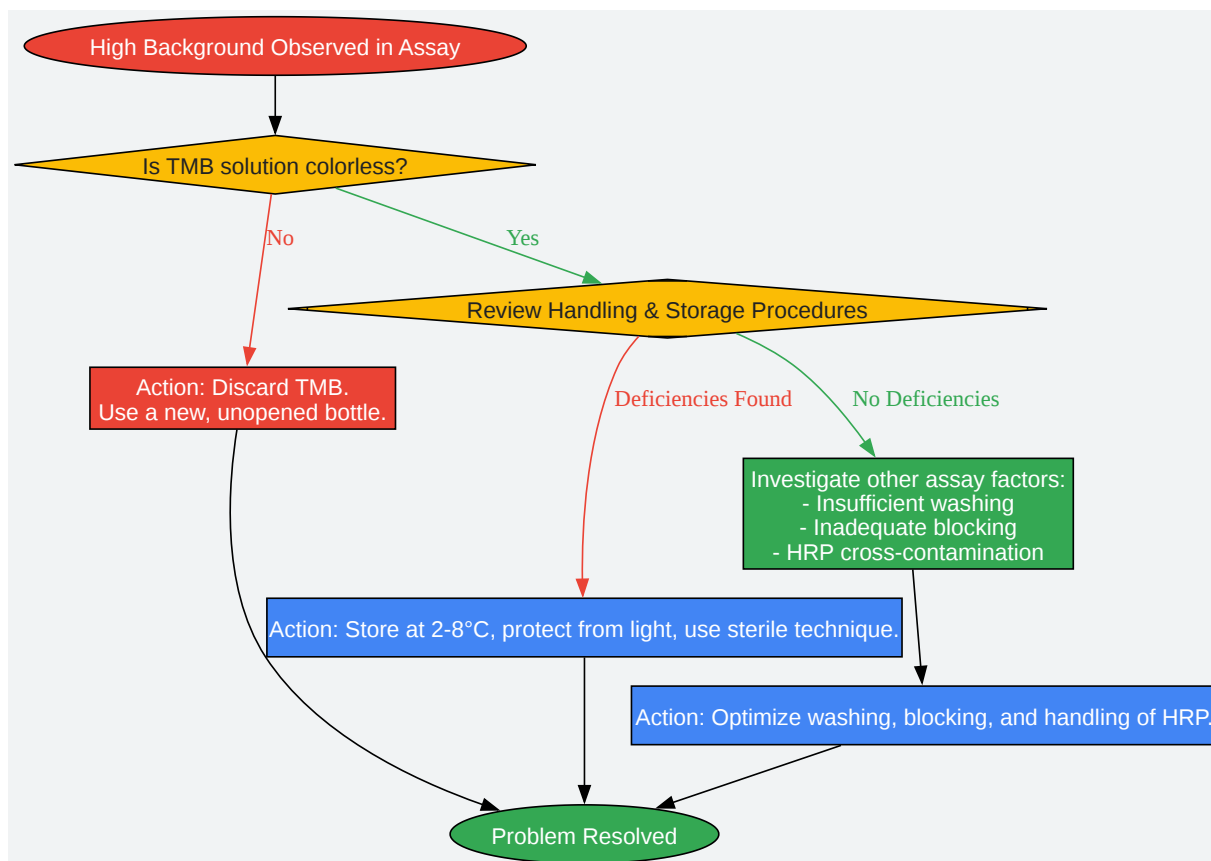 High Background Observed in Assay
Is TMB solution colorless?
No
Yes
Review Handling & Storage Procedures
Action: Discard TMB.
Use a new, unopened bottle.
Deficiencies Found
No Deficiencies
Investigate other assay factors:
- Insufficient washing
- Inadequate blocking
- HRP cross-contamination
Action: Store at 2-8°C, protect from light, use sterile technique.
Action: Optimize washing, blocking, and handling of HRP.
Problem Resolved